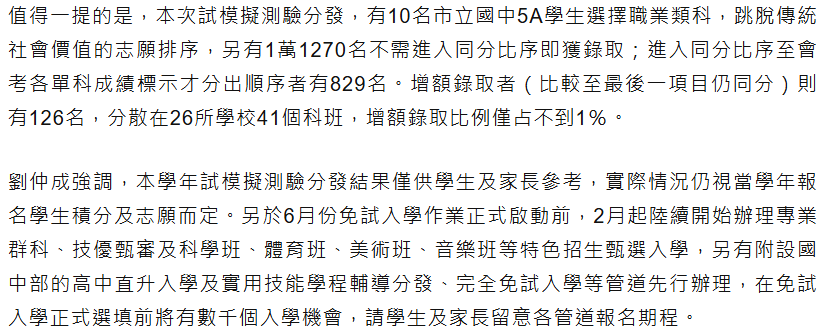 值得一提的是，本次試模擬測驗分發，有10名市立國中5A學生選擇職業類科，跳脫傳統
社會價值的志願排序，另有1萬1270名不需進入同分比序即獲錄取；進入同分比序至會
考各單科成績標示才分出順序者有829名。增額錄取者（比較至最後一項目仍同分）則
有126名，分散在26所學校41個科班，增額錄取比例僅占不到1%。
劉仲成強調，本學年試模擬測驗分發結果僅供學生及家長參考，實際情況仍視當學年報
名學生積分及志願而定。另於6月份免試入學作業正式啟動前，2月起陸續開始辦理專業
群科、技優甄審及科學班、體育班、美術班、音樂班等特色招生甄選入學，另有附設國
中部的高中直升入學及實用技能學程輔導分發、完全免試入學等管道先行辦理，在免試
入學正式選填前將有數千個入學機會，請學生及家長留意各管道報名期程。